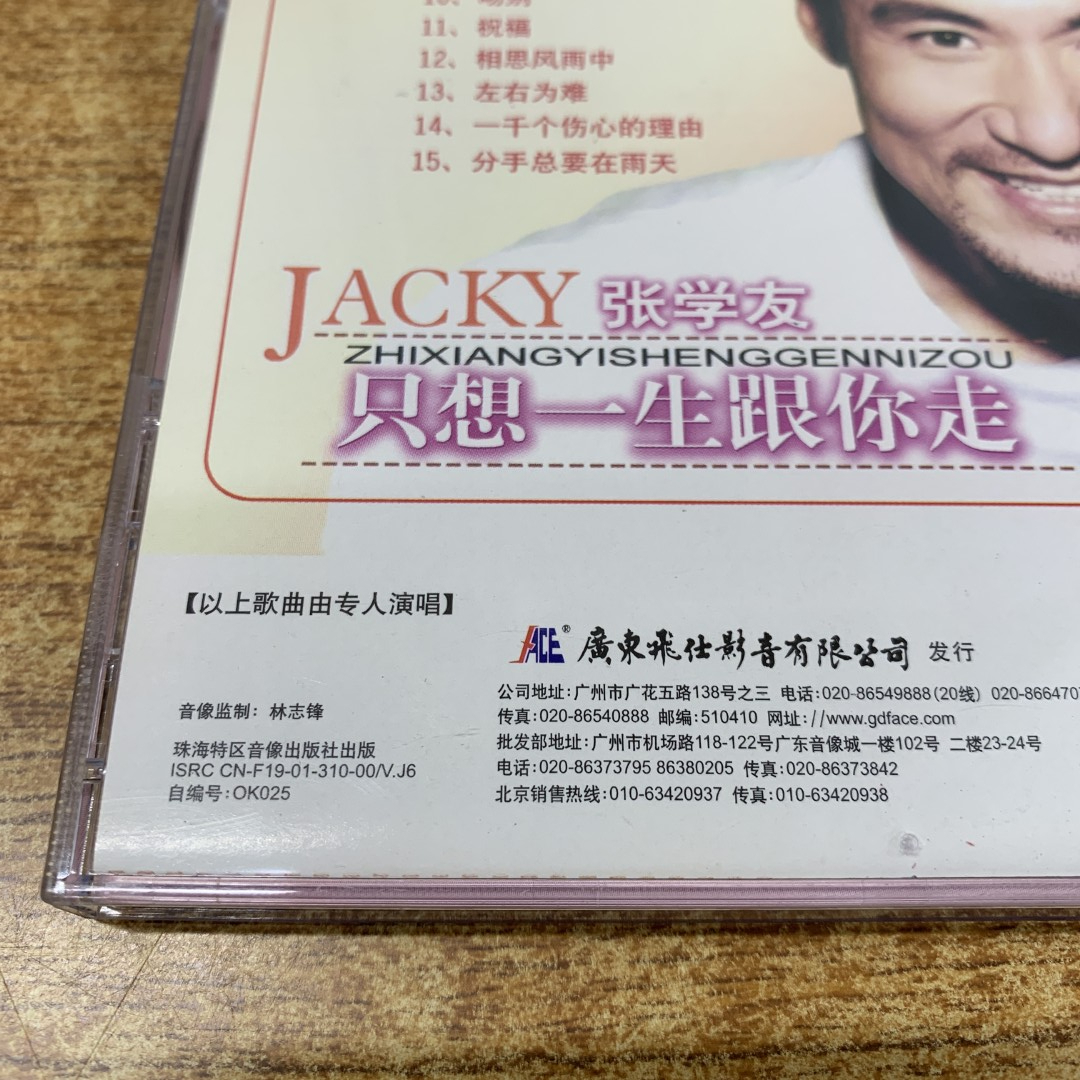 11、祝福
12、相思风雨中
13、左右为难
14、一千个伤心的理由
15、分手总要在雨天
JACKY 张学友
ZHIXIANGYISHENGGENNIZOU
只想一生跟你走
【以上歌曲由专人演唱】
FACE® 廣東飛仕影音有限公司 发行
公司地址:广州市广花五路138号之三 电话:020-86549888(20线) 020-866470
传真:020-86540888 邮编:510410 网址://www.gdface.com
批发部地址:广州市机场路118-122号广东音像城一楼102号 二楼23-24号
电话:020-86373795 86380205 传真:020-86373842
北京销售热线:010-63420937 传真:010-63420938
音像监制: 林志锋
珠海特区音像出版社出版
ISRC CN-F19-01-310-00/V.J6
自编号:OK025